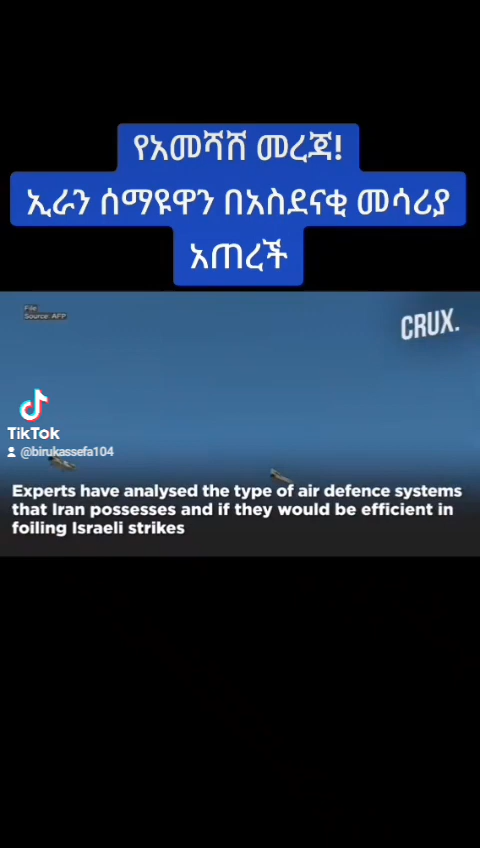 የአመሻሽ መረጃ!
ኢራን ሰማዩዋን በአስደናቂ መሳሪያ
አጠረች
File
Source: AFP
CRUX.
TikTok
@birukassefa104
Experts have analysed the type of air defence systems
that Iran possesses and if they would be efficient in
foiling Israeli strikes